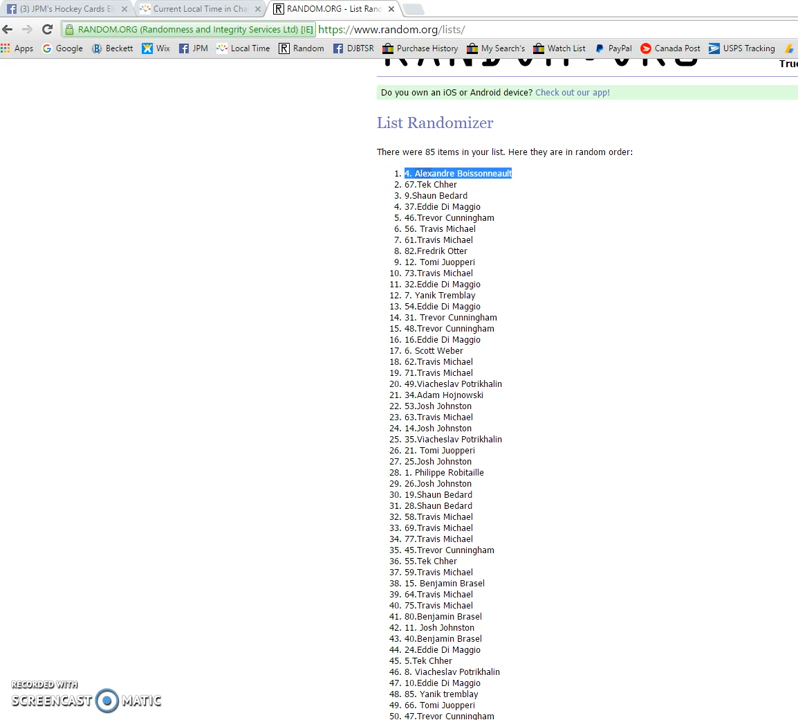 (3) JPM's Hockey Cards B
Current Local Time in Cha
RANDOM.ORG - List Ran
RANDOM.ORG (Randomness and Integrity Services Ltd) [IE] https://www.random.org/lists/
Apps Google Beckett Wix JPM Local Time Random DJBTSR Purchase History My Search's Watch List PayPal Canada Post USPS Tracking
RANDOM.ORG
Do you own an iOS or Android device? Check out our app!
List Randomizer
There were 85 items in your list. Here they are in random order:
1. 4. Alexandre Boissonneault
2. 67.Tek Chher
3. 9.Shaun Bedard
4. 37.Eddie Di Maggio
5. 46.Trevor Cunningham
6. 56. Travis Michael
7. 61.Travis Michael
8. 82.Fredrik Otter
9. 12. Tomi Juopperi
10. 73.Travis Michael
11. 32.Eddie Di Maggio
12. 7. Yanik Tremblay
13. 54.Eddie Di Maggio
14. 31. Trevor Cunningham
15. 48.Trevor Cunningham
16. 16.Eddie Di Maggio
17. 6. Scott Weber
18. 62.Travis Michael
19. 71.Travis Michael
20. 49.Viacheslav Potrikhalin
21. 34.Adam Hojnowski
22. 53.Josh Johnston
23. 63.Travis Michael
24. 14.Josh Johnston
25. 35.Viacheslav Potrikhalin
26. 21. Tomi Juopperi
27. 25.Josh Johnston
28. 1. Philippe Robitaille
29. 26.Josh Johnston
30. 19.Shaun Bedard
31. 28.Shaun Bedard
32. 58.Travis Michael
33. 69.Travis Michael
34. 77.Travis Michael
35. 45.Trevor Cunningham
36. 55.Tek Chher
37. 59.Travis Michael
38. 15. Benjamin Brasel
39. 64.Travis Michael
40. 75.Travis Michael
41. 80.Benjamin Brasel
42. 11. Josh Johnston
43. 40.Benjamin Brasel
44. 24.Eddie Di Maggio
45. 5.Tek Chher
46. 8. Viacheslav Potrikhalin
47. 10.Eddie Di Maggio
48. 85. Yanik tremblay
49. 66. Tomi Juopperi
50. 47.Trevor Cunningham
RECORDED WITH
SCREENCAST MATIC